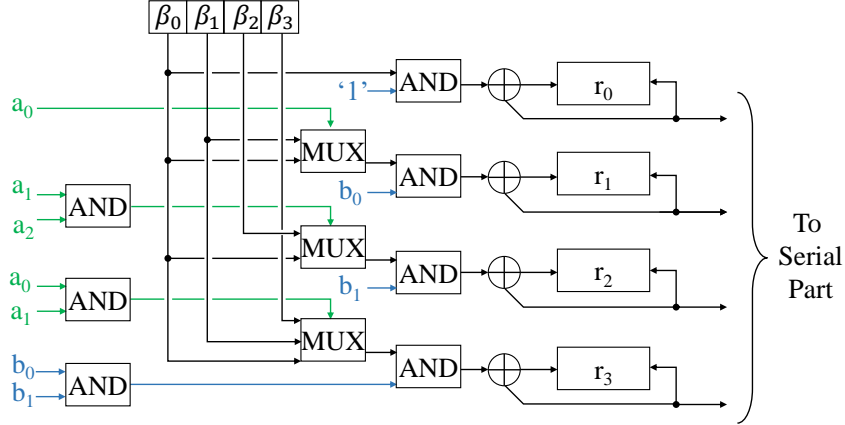 β₀ β₁ β₂ β₃
AND
'1'
r₀
a₀
MUX
AND
r₁
b₀
a₁
AND
a₂
MUX
AND
r₂
b₁
a₀
AND
a₁
MUX
AND
r₃
b₀
AND
b₁
To
Serial
Part